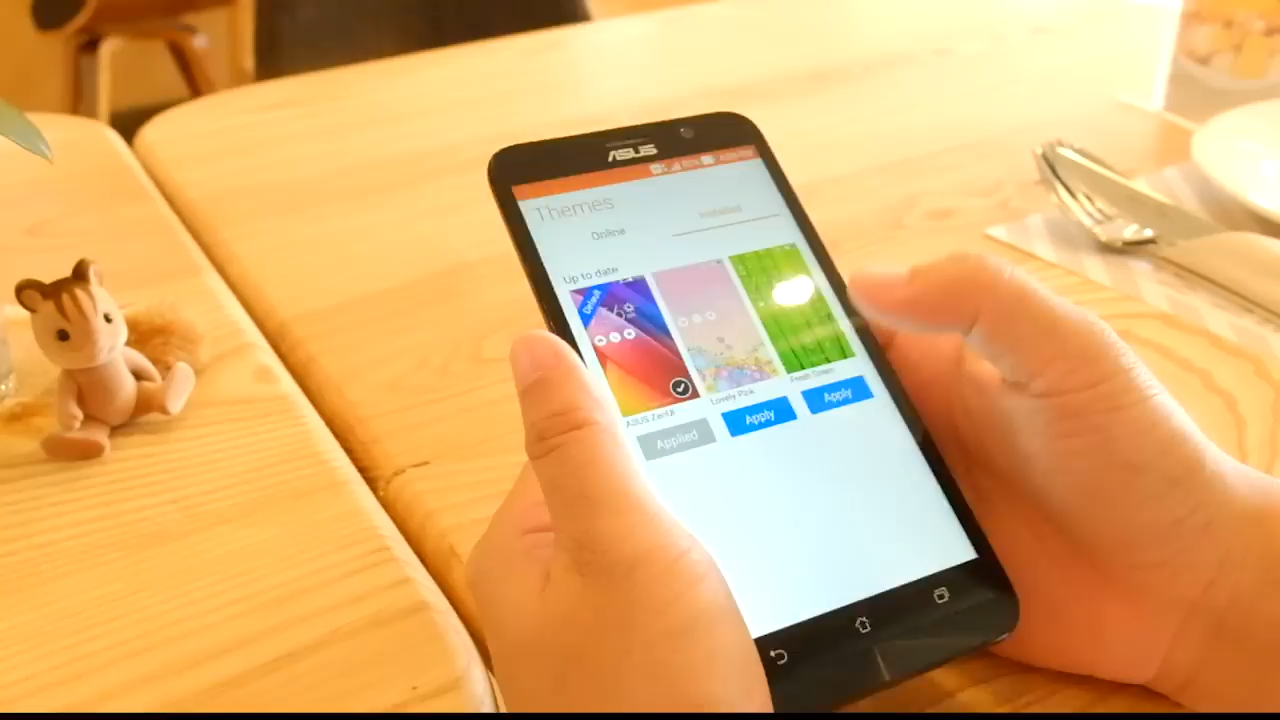 ASUS
Themes
Online
Installed
Up to date
Default
ASUS ZenUI
Lovely Pink
Fresh Green
Applied
Apply
Apply